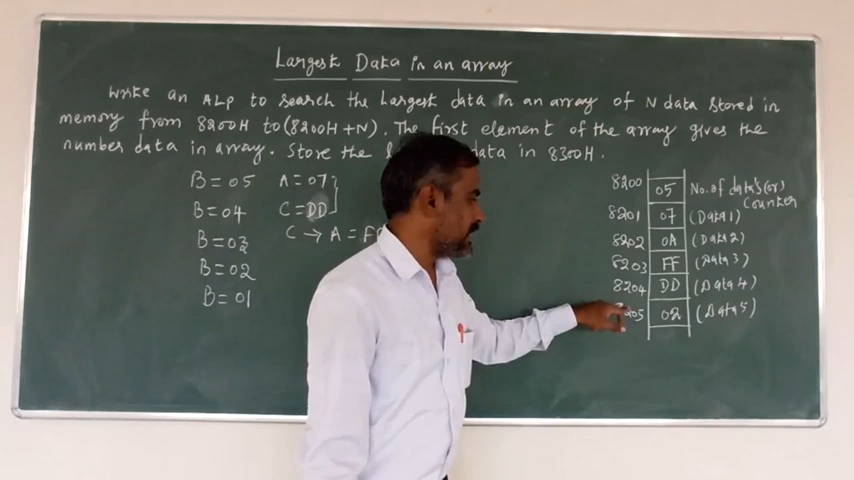 Largest Data in an array
Write an ALP to search the Largest data in an array of N data stored in
memory from 8200H to (8200H+N). The first element of the array gives the
number data in array. Store the data in 8300H.
B = 05
A = 07
B = 04
C = DD
B = 03
C → A =
B = 02
B = 01
8200 05 No. of data's (or) counter
8201 07 (Data 1)
8202 0A (Data 2)
8203 FF (Data 3)
8204 DD (Data 4)
205 02 (Data 5)